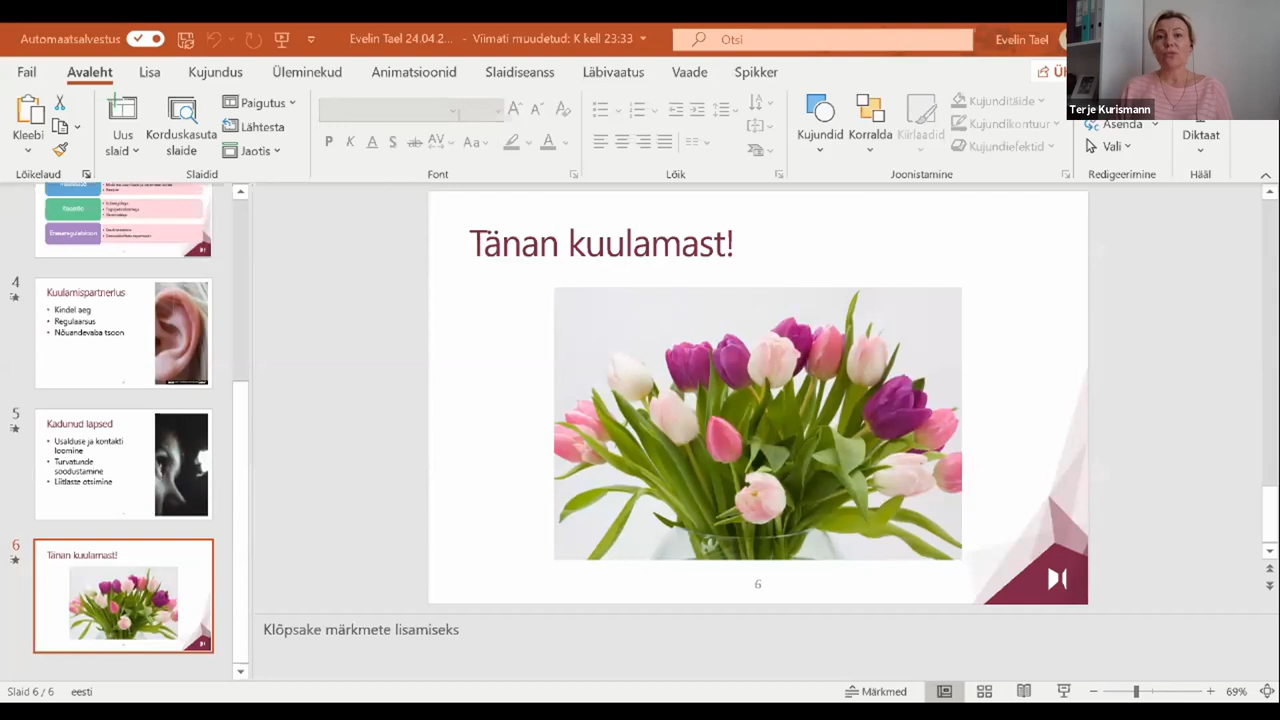 Automaatsalvestus
Evelin Tael 24.04 2... - Viimati muudetud: K kell 23:33
Otsi
Evelin Tael
Fail Avaleht Lisa Kujundus Üleminekud Animatsioonid Slaidiseanss Läbivaatus Vaade Spikker
Terje Kurismann
Kleebi
Uus slaid
Korduskasuta slaide
Paigutus
Lähtesta
Jaotis
Kujundid
Korralda
Kiirlaadid
Kujunditäide
Kujundikontuur
Kujundiefektid
Asenda
Vali
Diktaat
Lõikelaud
Slaidid
Font
Lõik
Joonistamine
Redigeerimine
Hääl
4
Kuulamispartnerlus
• Kindel aeg
• Regulaarsus
• Nõuandevaba tsoon
5
Kadunud lapsed
• Usalduse ja kontakti
loomine
• Turvatunde
soodustamine
• Liitlaste otsimine
6
Tänan kuulamast!
Tänan kuulamast!
6
Klõpsake märkmete lisamiseks
Slaid 6 / 6
eesti
Märkmed
69%